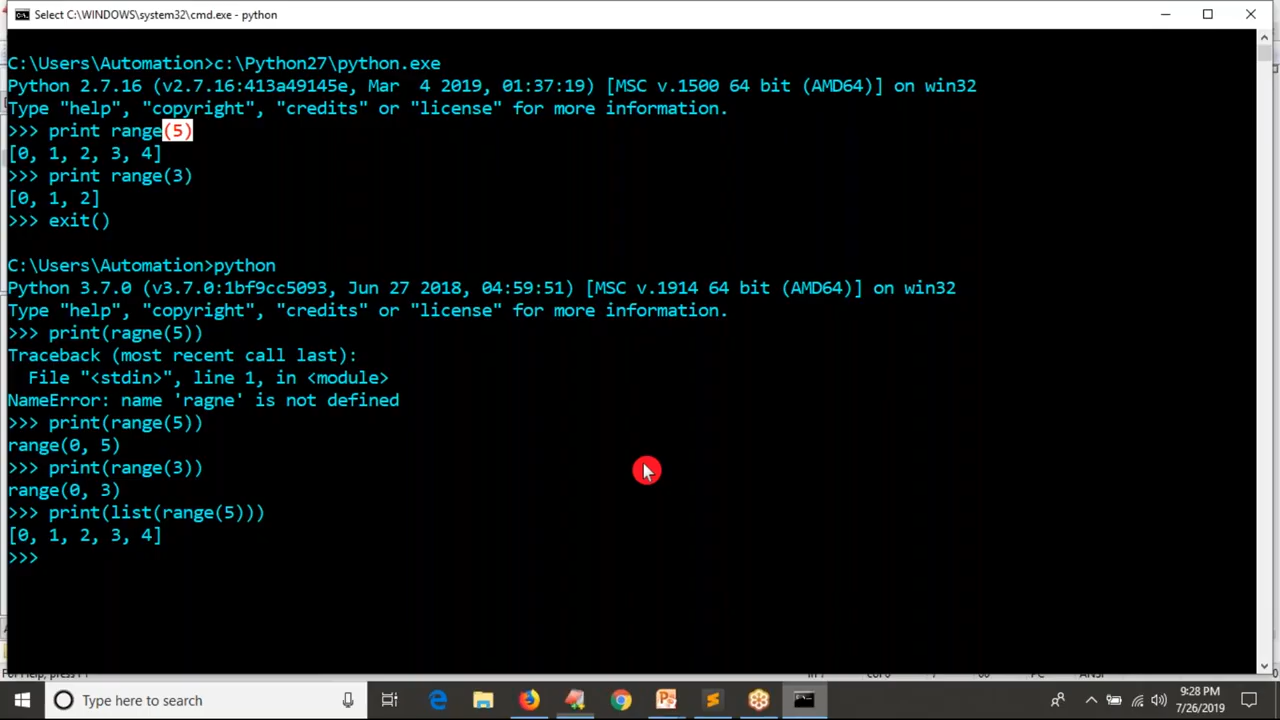 Select C:\WINDOWS\system32\cmd.exe - python
C:\Users\Automation>c:\Python27\python.exe
Python 2.7.16 (v2.7.16:413a49145e, Mar  4 2019, 01:37:19) [MSC v.1500 64 bit (AMD64)] on win32
Type "help", "copyright", "credits" or "license" for more information.
>>> print range(5)
[0, 1, 2, 3, 4]
>>> print range(3)
[0, 1, 2]
>>> exit()
C:\Users\Automation>python
Python 3.7.0 (v3.7.0:1bf9cc5093, Jun 27 2018, 04:59:51) [MSC v.1914 64 bit (AMD64)] on win32
Type "help", "copyright", "credits" or "license" for more information.
>>> print(ragne(5))
Traceback (most recent call last):
  File "<stdin>", line 1, in <module>
NameError: name 'ragne' is not defined
>>> print(range(5))
range(0, 5)
>>> print(range(3))
range(0, 3)
>>> print(list(range(5)))
[0, 1, 2, 3, 4]
>>>
Type here to search
9:28 PM
7/26/2019